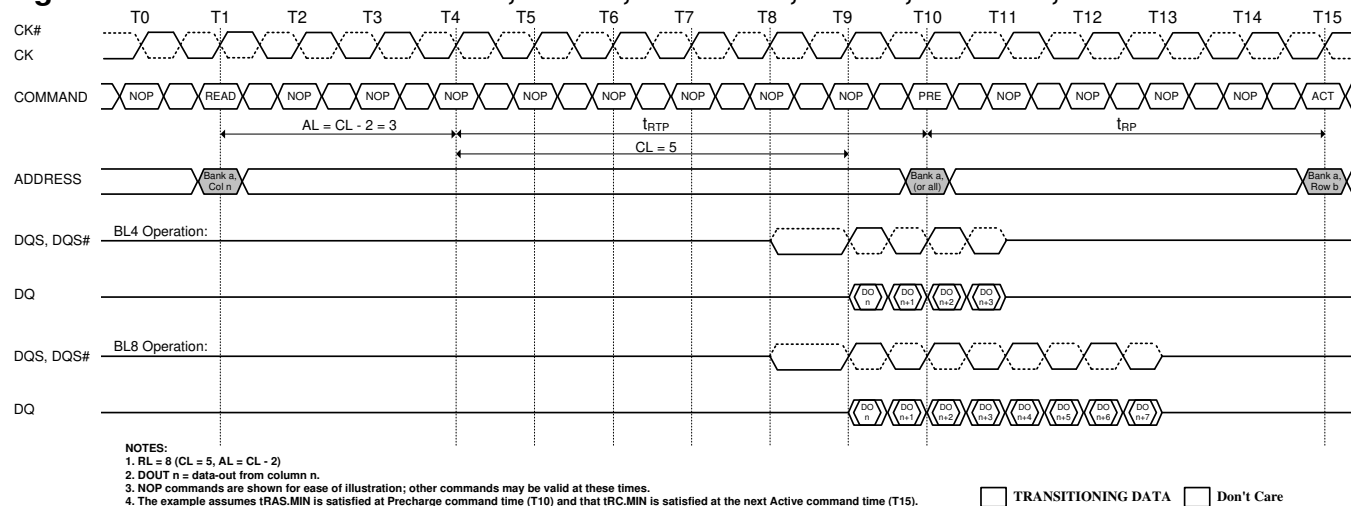 T0 T1 T2 T3 T4 T5 T6 T7 T8 T9 T10 T11 T12 T13 T14 T15
CK#
CK
COMMAND NOP READ NOP NOP NOP NOP NOP NOP NOP NOP PRE NOP NOP NOP NOP ACT
AL = CL - 2 = 3 tRTP tRP
CL = 5
ADDRESS Bank a, Col n Bank a, (or all) Bank a, Row b
BL4 Operation:
DQS, DQS#
DQ DO n DO n+1 DO n+2 DO n+3
BL8 Operation:
DQS, DQS#
DQ DO n DO n+1 DO n+2 DO n+3 DO n+4 DO n+5 DO n+6 DO n+7
NOTES:
1. RL = 8 (CL = 5, AL = CL - 2)
2. DOUT n = data-out from column n.
3. NOP commands are shown for ease of illustration; other commands may be valid at these times.
4. The example assumes tRAS.MIN is satisfied at Precharge command time (T10) and that tRC.MIN is satisfied at the next Active command time (T15).
TRANSITIONING DATA Don't Care